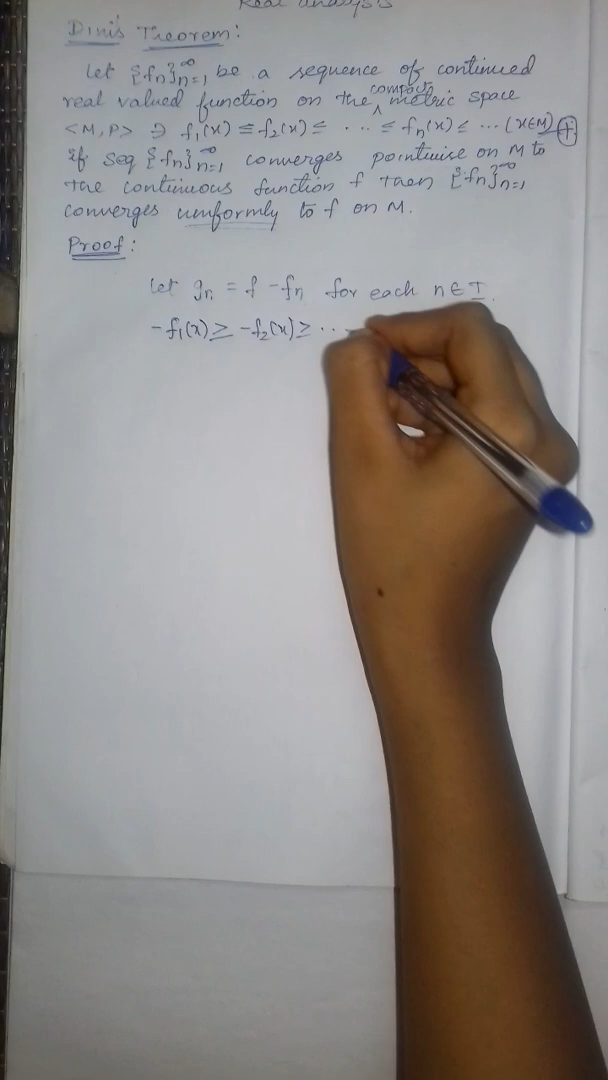 Real analysis
Dini's Theorem:
Let {fn}∞n=1 be a sequence of continued
real valued function on the compact metric space
<M, P> ∋ f1(x) ≤ f2(x) ≤ ... ≤ fn(x) ≤ ... (x∈M)
if seq {fn}∞n=1 converges pointwise on M to
the continuous function f then {fn}∞n=1
converges uniformly to f on M.
Proof:
Let gn = f - fn for each n ∈ I.
-f1(x) ≥ -f2(x) ≥ ...